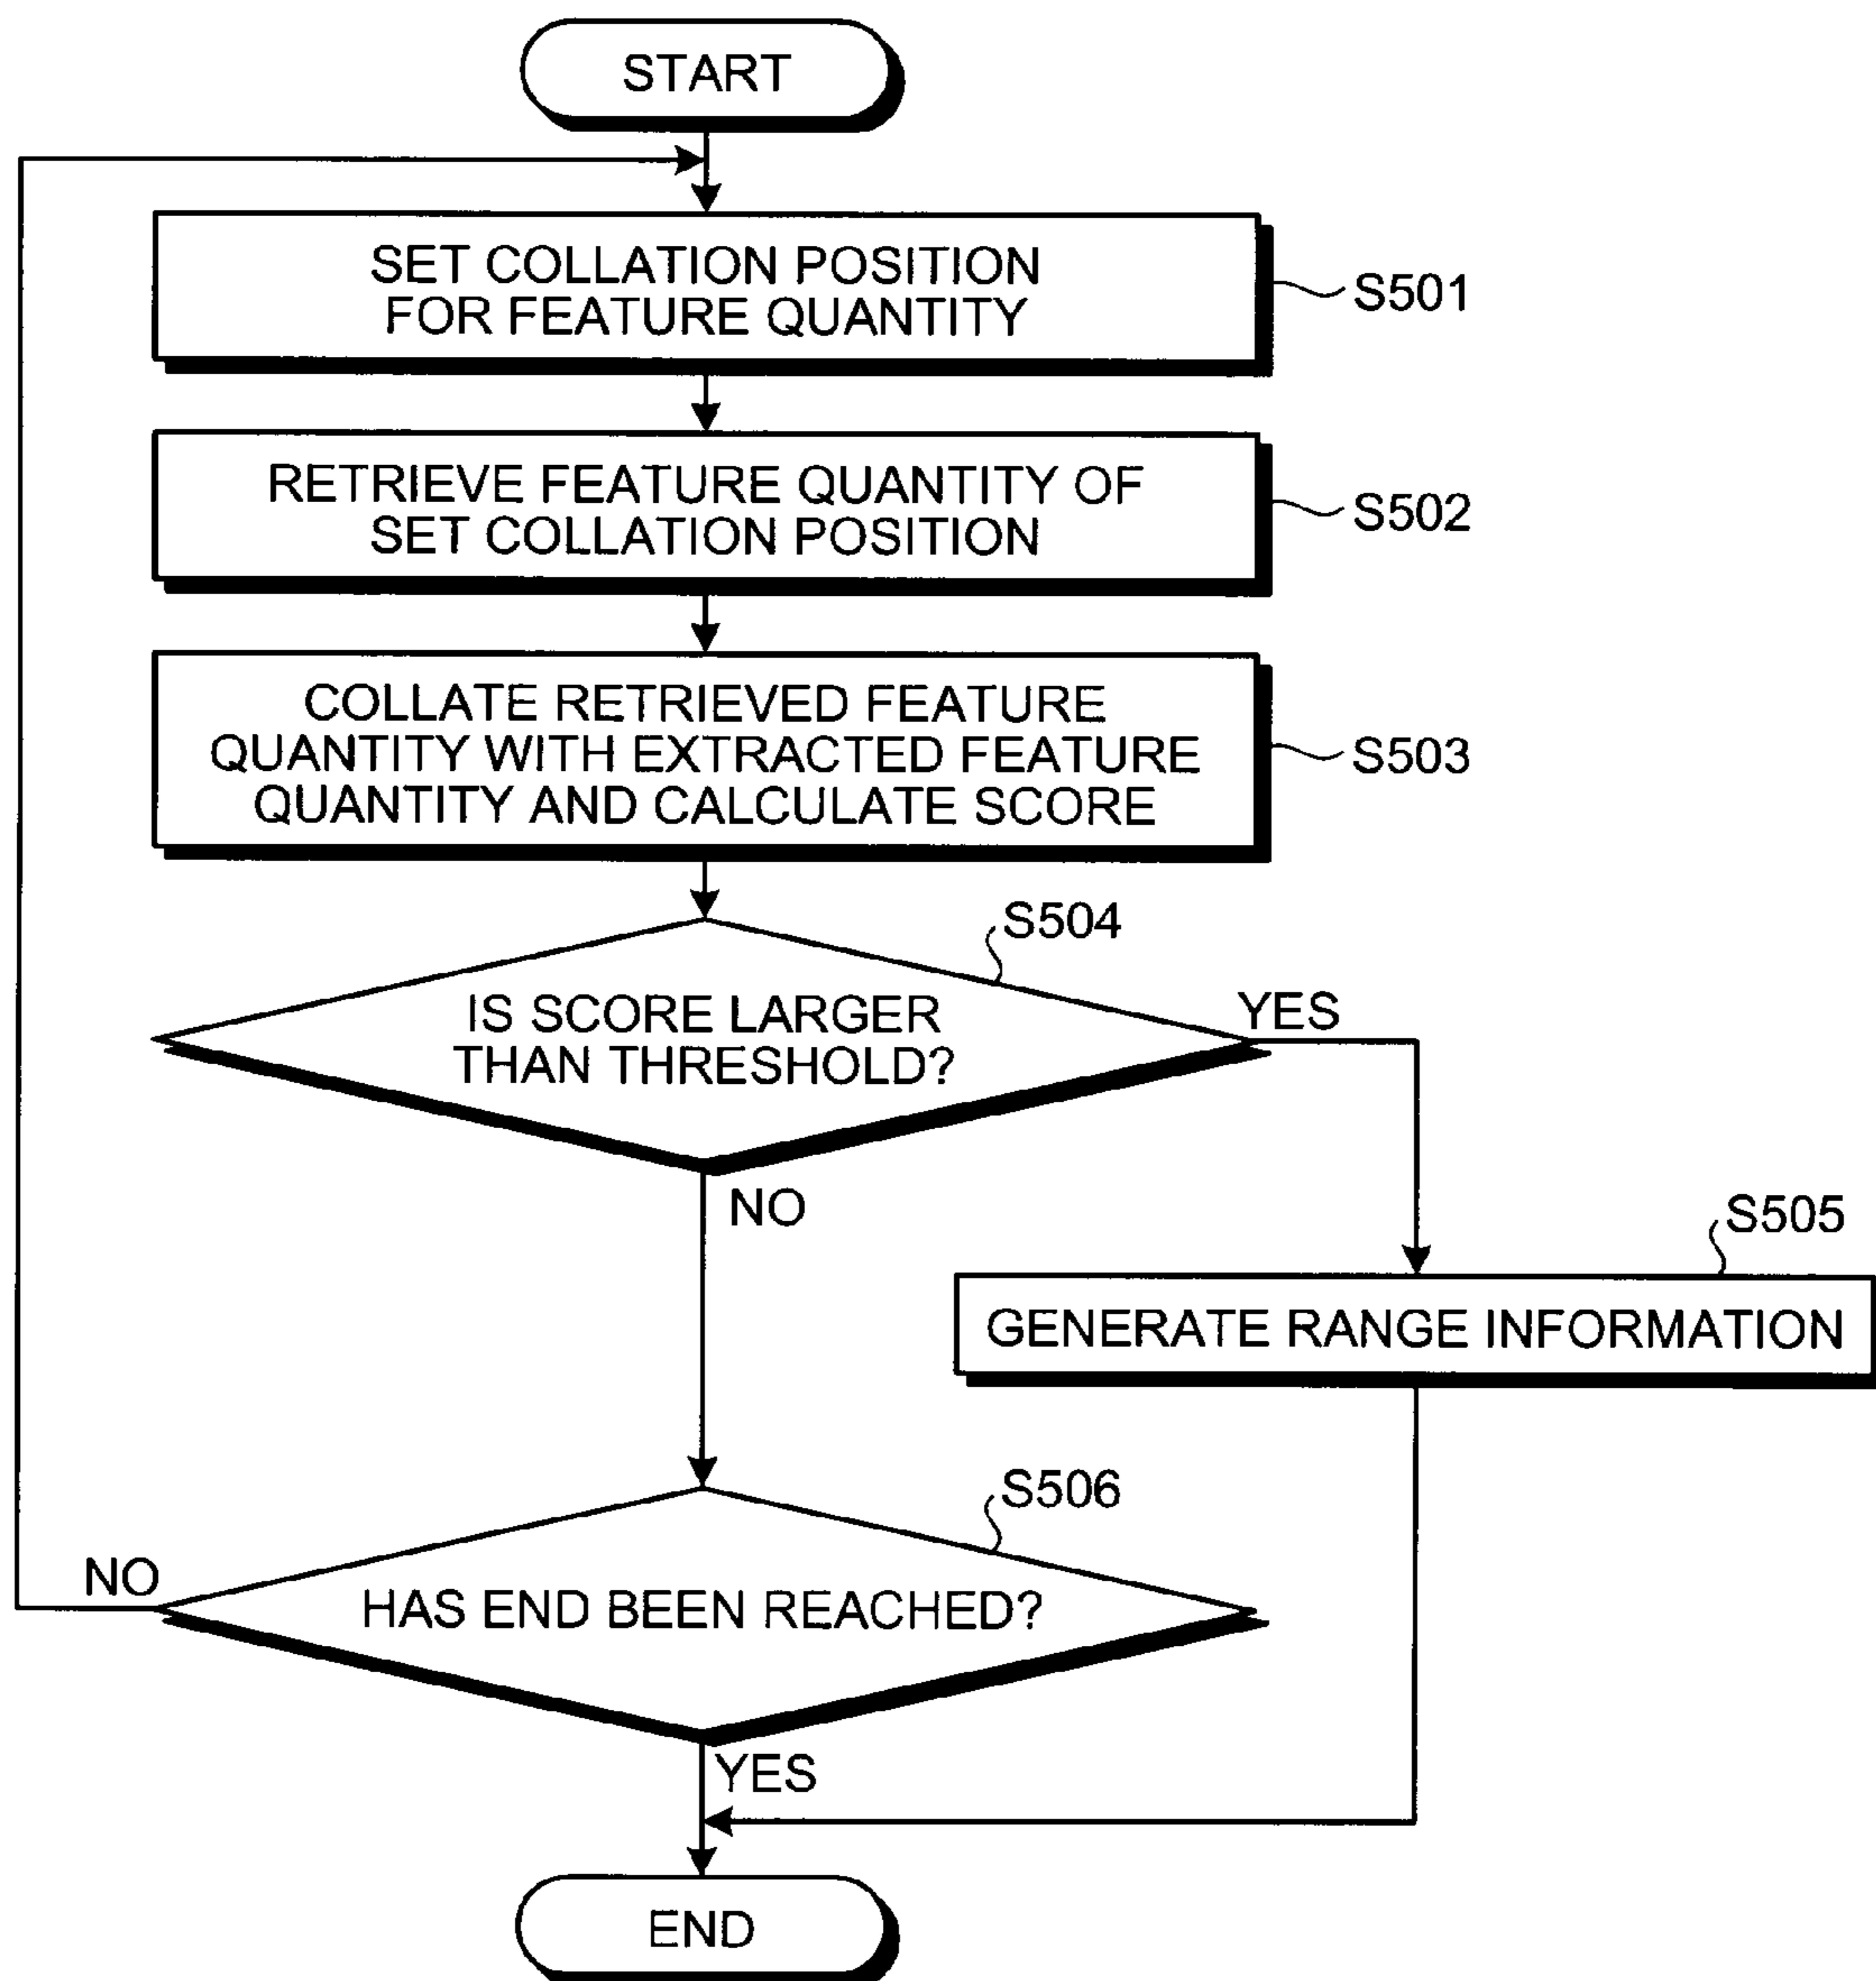 START
SET COLLATION POSITION
FOR FEATURE QUANTITY
S501
RETRIEVE FEATURE QUANTITY OF
SET COLLATION POSITION
S502
COLLATE RETRIEVED FEATURE
QUANTITY WITH EXTRACTED FEATURE
QUANTITY AND CALCULATE SCORE
S503
S504
IS SCORE LARGER
THAN THRESHOLD?
YES
NO
S505
GENERATE RANGE INFORMATION
S506
HAS END BEEN REACHED?
NO
YES
END